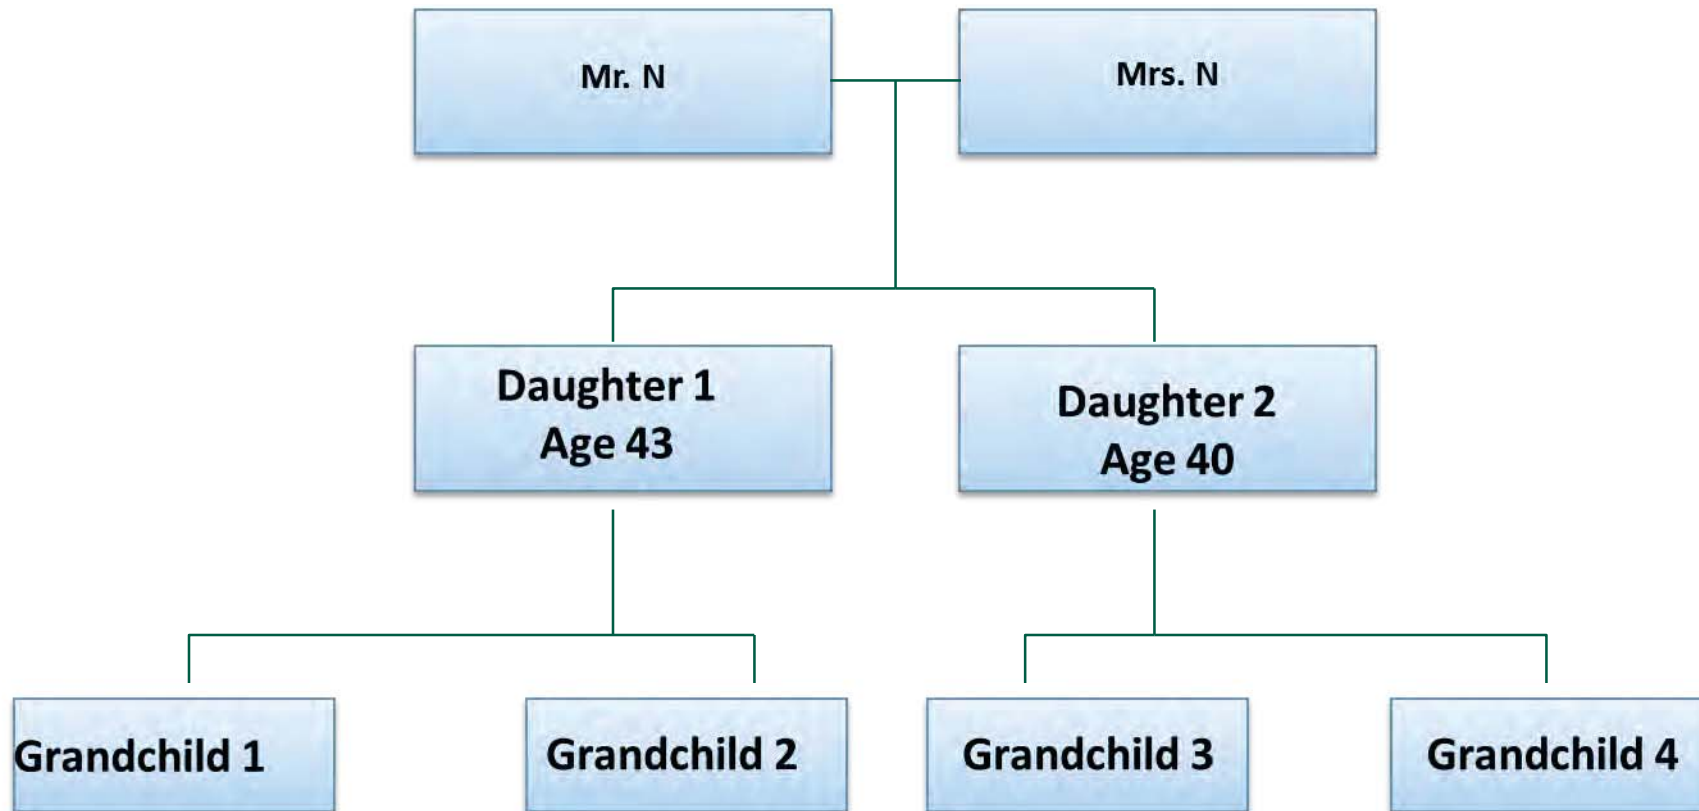 Mr. N
Mrs. N
Daughter 1
Age 43
Daughter 2
Age 40
Grandchild 1
Grandchild 2
Grandchild 3
Grandchild 4